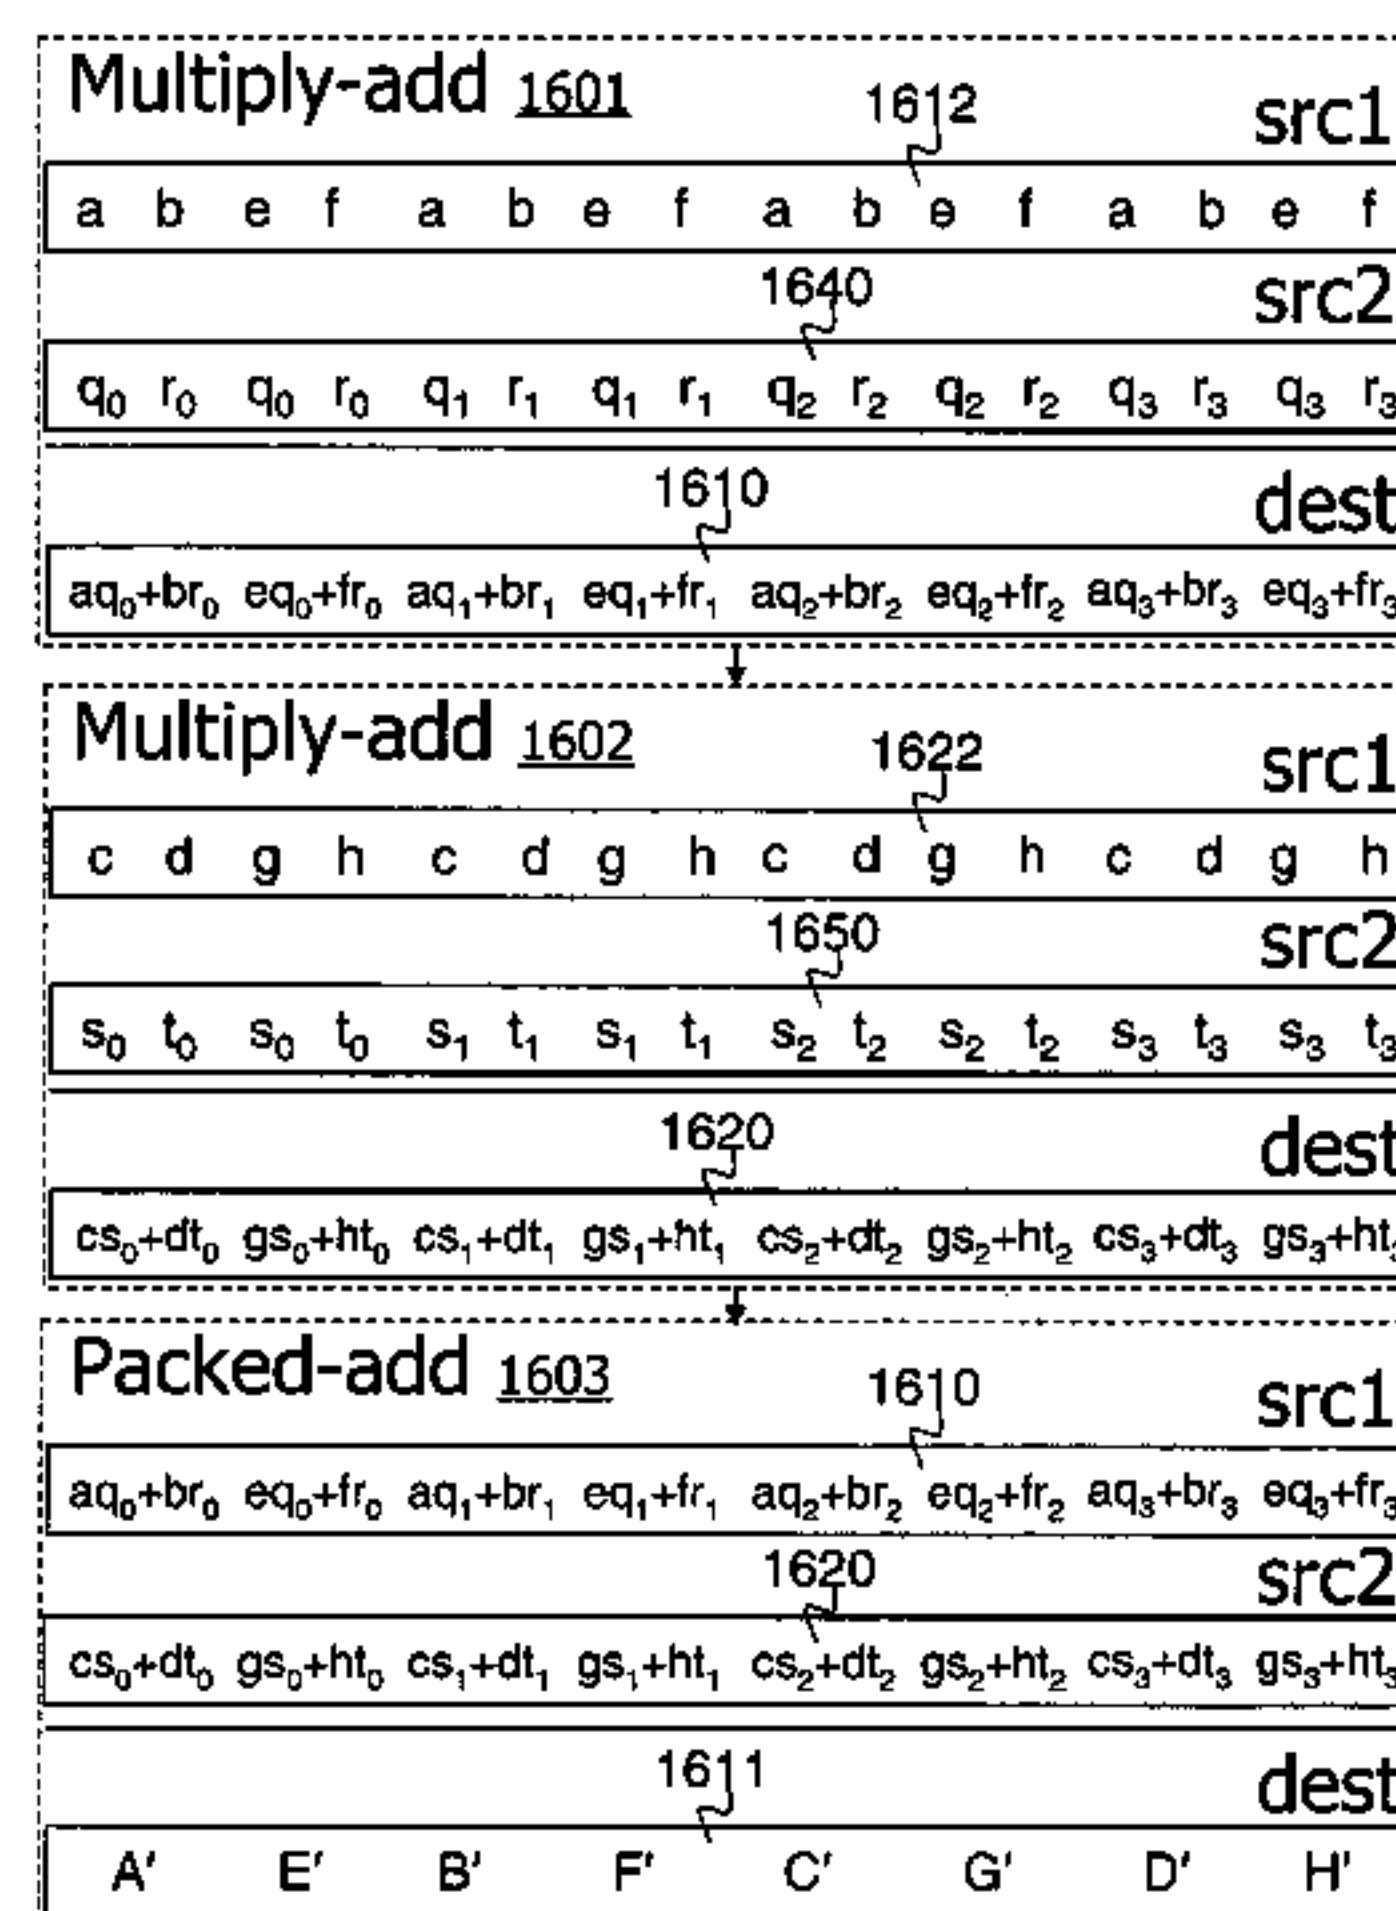 Multiply-add 1601 1612 src1
a b e f a b e f a b e f a b e f
1640 src2
q₀ r₀ q₀ r₀ q₁ r₁ q₁ r₁ q₂ r₂ q₂ r₂ q₃ r₃ q₃ r₃
1610 dest
aq₀+br₀ eq₀+fr₀ aq₁+br₁ eq₁+fr₁ aq₂+br₂ eq₂+fr₂ aq₃+br₃ eq₃+fr₃
Multiply-add 1602 1622 src1
c d g h c d g h c d g h c d g h
1650 src2
s₀ t₀ s₀ t₀ s₁ t₁ s₁ t₁ s₂ t₂ s₂ t₂ s₃ t₃ s₃ t₃
1620 dest
cs₀+dt₀ gs₀+ht₀ cs₁+dt₁ gs₁+ht₁ cs₂+dt₂ gs₂+ht₂ cs₃+dt₃ gs₃+ht₃
Packed-add 1603 1610 src1
aq₀+br₀ eq₀+fr₀ aq₁+br₁ eq₁+fr₁ aq₂+br₂ eq₂+fr₂ aq₃+br₃ eq₃+fr₃
1620 src2
cs₀+dt₀ gs₀+ht₀ cs₁+dt₁ gs₁+ht₁ cs₂+dt₂ gs₂+ht₂ cs₃+dt₃ gs₃+ht₃
1611 dest
A' E' B' F' C' G' D' H'